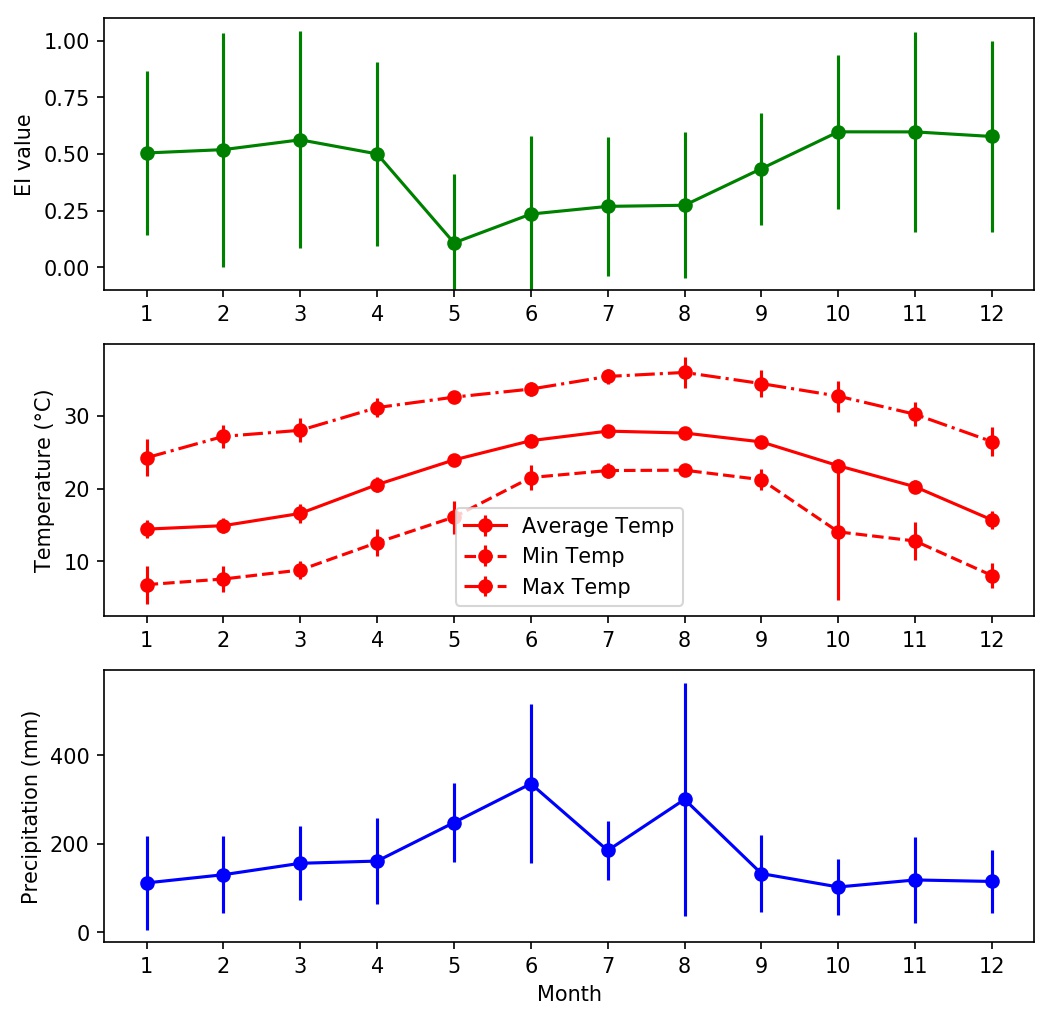 EI value
1.00
0.75
0.50
0.25
0.00
1 2 3 4 5 6 7 8 9 10 11 12
Temperature (°C)
30
20
10
Average Temp
Min Temp
Max Temp
1 2 3 4 5 6 7 8 9 10 11 12
Precipitation (mm)
400
200
0
1 2 3 4 5 6 7 8 9 10 11 12
Month